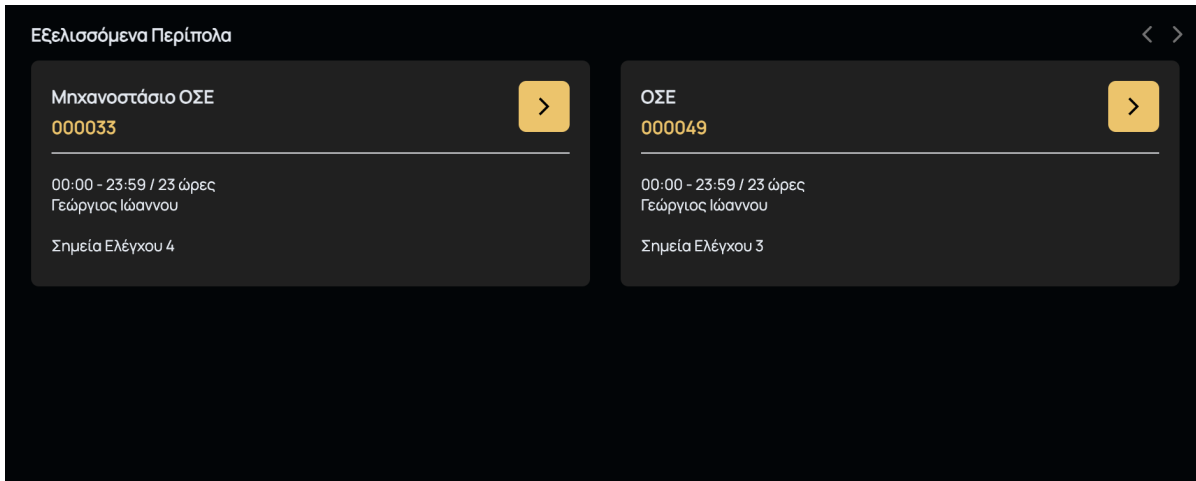 Εξελισσόμενα Περίπολα
Μηχανοστάσιο ΟΣΕ
000033
00:00 - 23:59 / 23 ώρες
Γεώργιος Ιώαννου
Σημεία Ελέγχου 4
ΟΣΕ
000049
00:00 - 23:59 / 23 ώρες
Γεώργιος Ιώαννου
Σημεία Ελέγχου 3